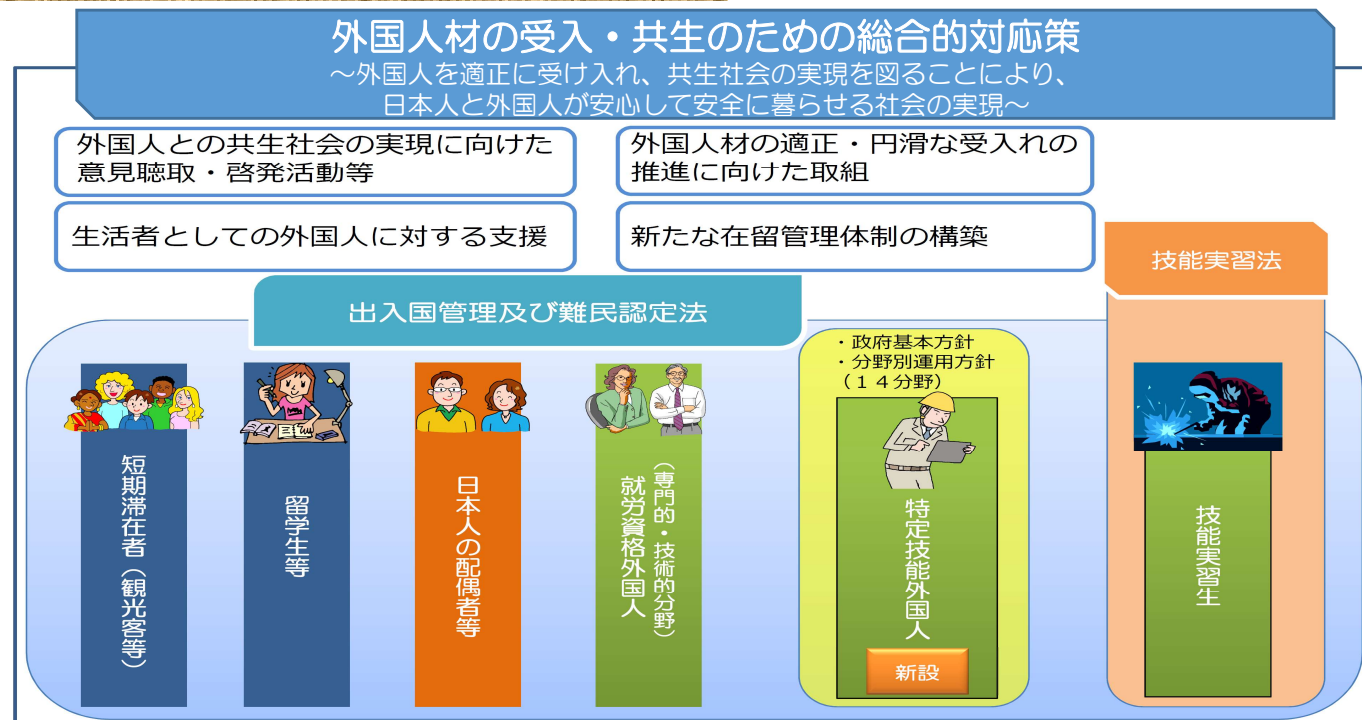 外国人材の受入・共生のための総合的対応策
～外国人を適正に受け入れ、共生社会の実現を図ることにより、
日本人と外国人が安心して安全に暮らせる社会の実現～
外国人との共生社会の実現に向けた
意見聴取・啓発活動等
外国人材の適正・円滑な受入れの
推進に向けた取組
生活者としての外国人に対する支援
新たな在留管理体制の構築
技能実習法
出入国管理及び難民認定法
・政府基本方針
・分野別運用方針
（１４分野）
短期滞在者（観光客等）
留学生等
日本人の配偶者等
（専門的・技術的分野）
就労資格外国人
特定技能外国人
新設
技能実習生